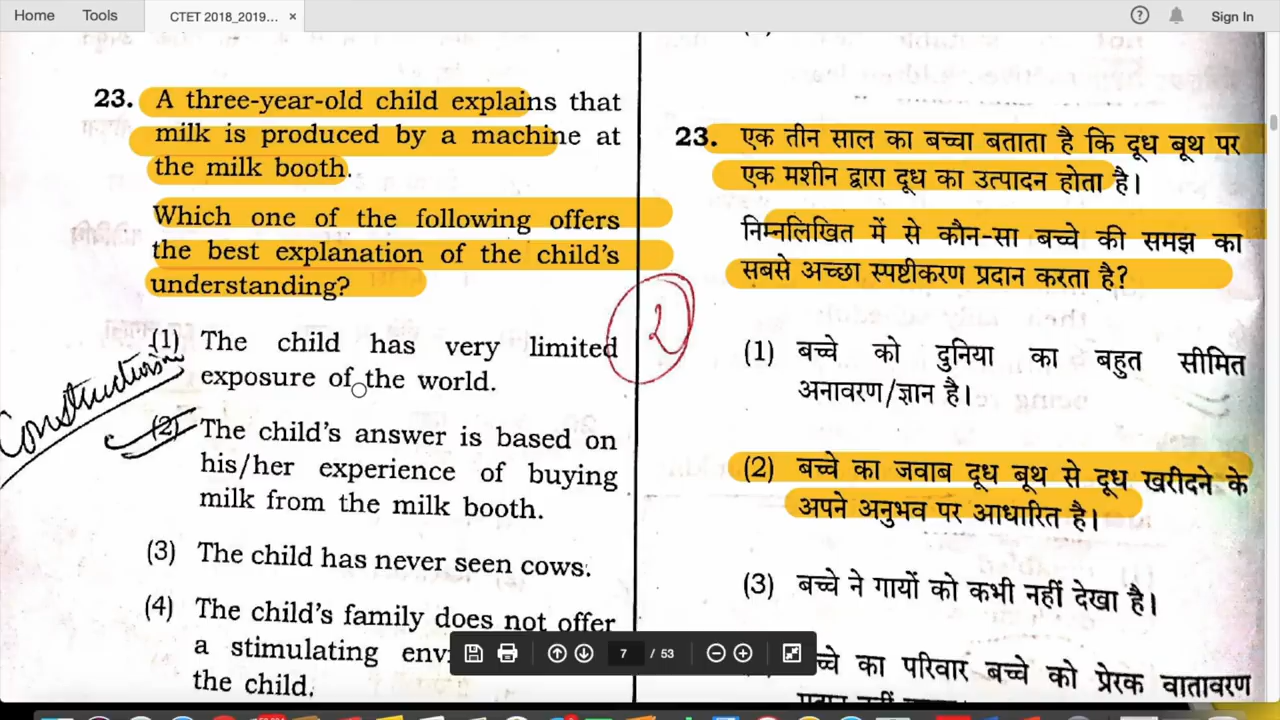 Home Tools CTET 2018_2019... × Sign In
23. A three-year-old child explains that
milk is produced by a machine at
the milk booth.
Which one of the following offers
the best explanation of the child's
understanding?
(1) The child has very limited
exposure of the world.
(2) The child's answer is based on
his/her experience of buying
milk from the milk booth.
(3) The child has never seen cows.
(4) The child's family does not offer
a stimulating
the child.
2
23. एक तीन साल का बच्चा बताता है कि दूध बूथ पर
एक मशीन द्वारा दूध का उत्पादन होता है।
निम्नलिखित में से कौन-सा बच्चे की समझ का
सबसे अच्छा स्पष्टीकरण प्रदान करता है?
(1) बच्चे को दुनिया का बहुत सीमित
अनावरण/ज्ञान है।
(2) बच्चे का जवाब दूध बूथ से दूध खरीदने के
अपने अनुभव पर आधारित है।
(3) बच्चे ने गायों को कभी नहीं देखा है।
का परिवार बच्चे को प्रेरक वातावरण
7 / 53